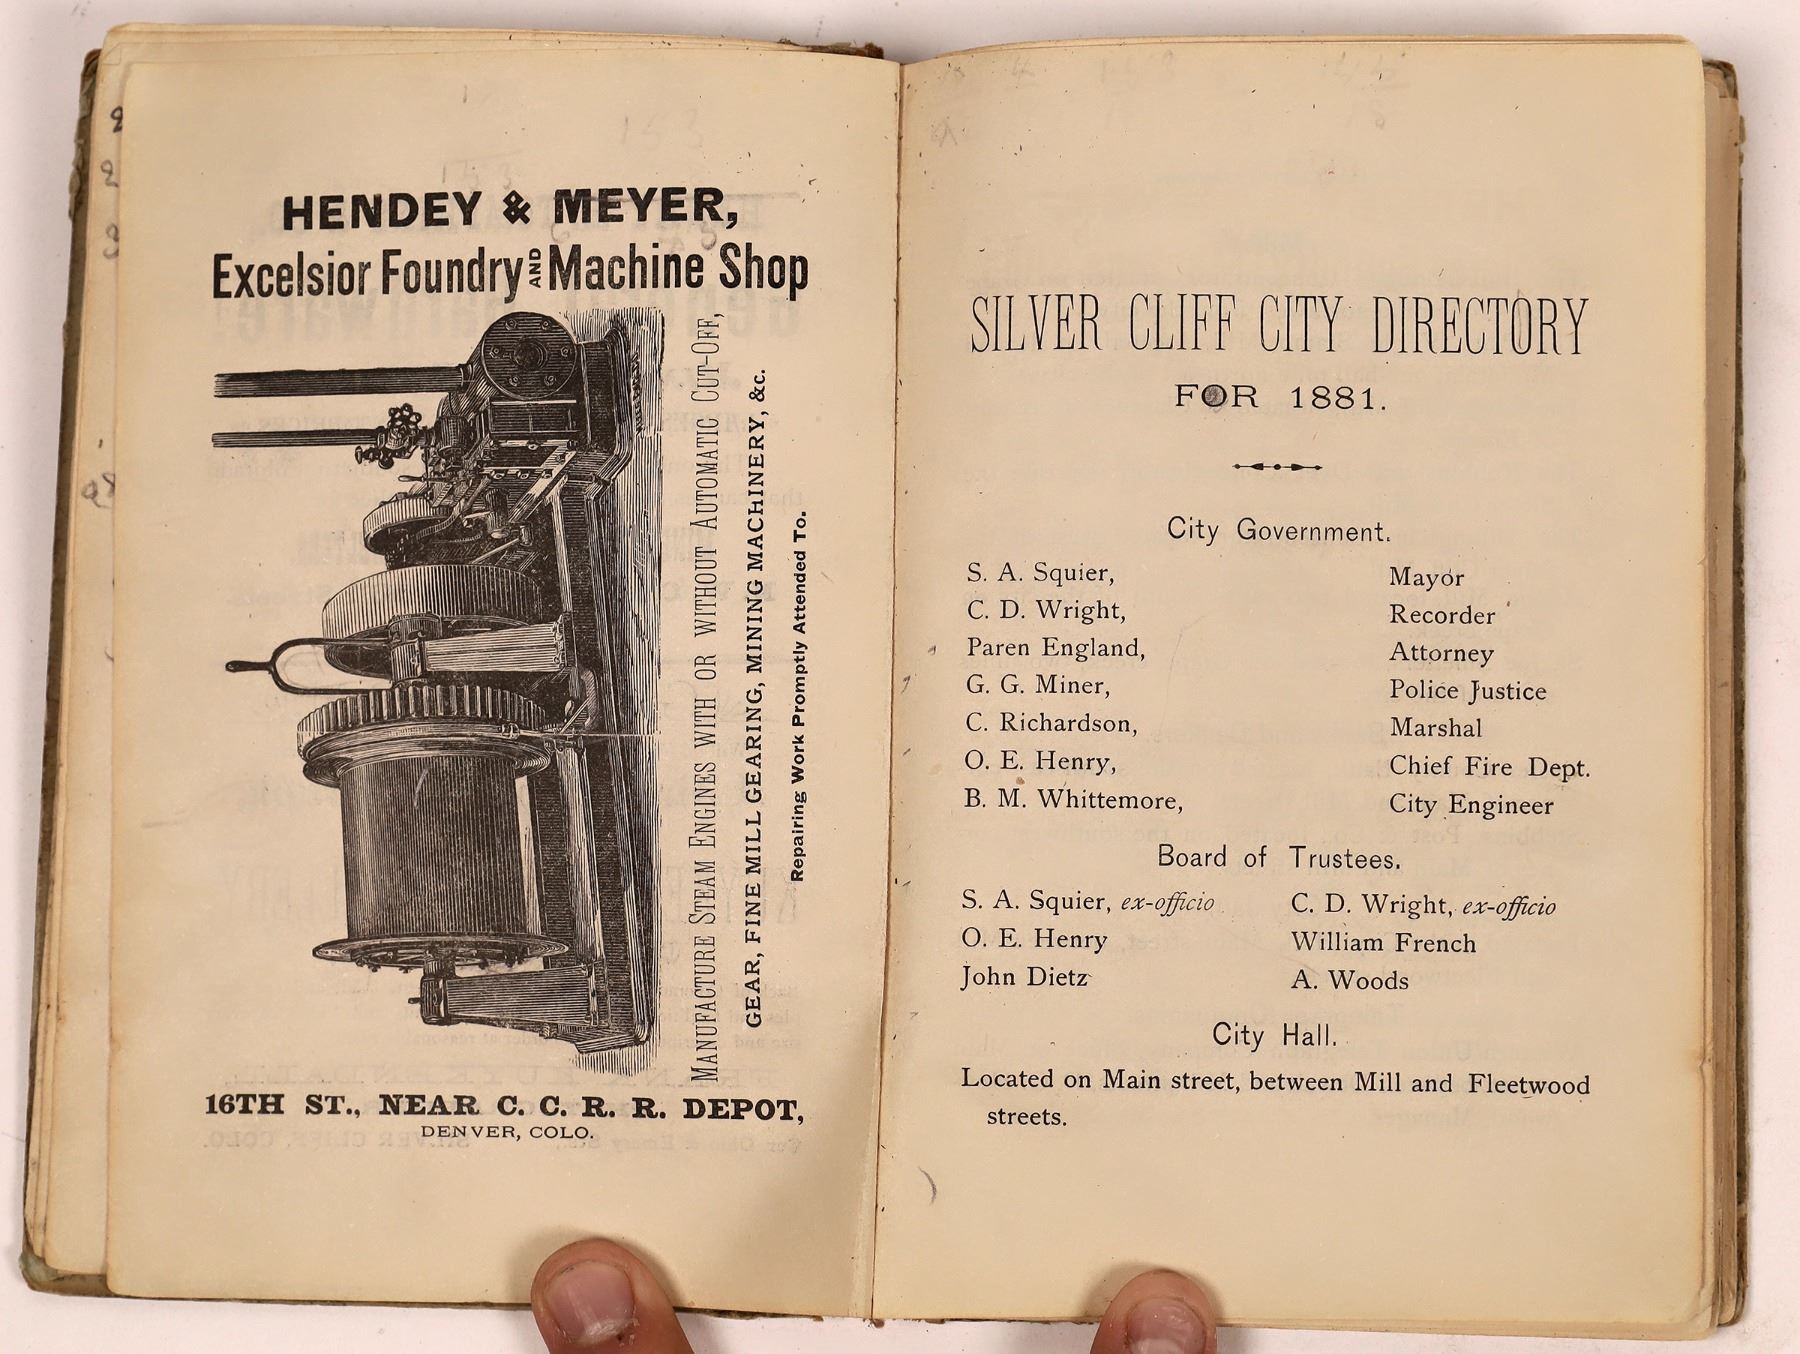 HENDEY & MEYER,
Excelsior Foundry AND Machine Shop
MANUFACTURE STEAM ENGINES WITH OR WITHOUT AUTOMATIC CUT-OFF,
GEAR, FINE MILL GEARING, MINING MACHINERY, &c.
Repairing Work Promptly Attended To.
16TH ST., NEAR C. C. R. R. DEPOT,
DENVER, COLO.
SILVER CLIFF CITY DIRECTORY
FOR 1881.
City Government.
S. A. Squier, Mayor
C. D. Wright, Recorder
Paren England, Attorney
G. G. Miner, Police Justice
C. Richardson, Marshal
O. E. Henry, Chief Fire Dept.
B. M. Whittemore, City Engineer
Board of Trustees.
S. A. Squier, ex-officio C. D. Wright, ex-officio
O. E. Henry William French
John Dietz A. Woods
City Hall.
Located on Main street, between Mill and Fleetwood
streets.